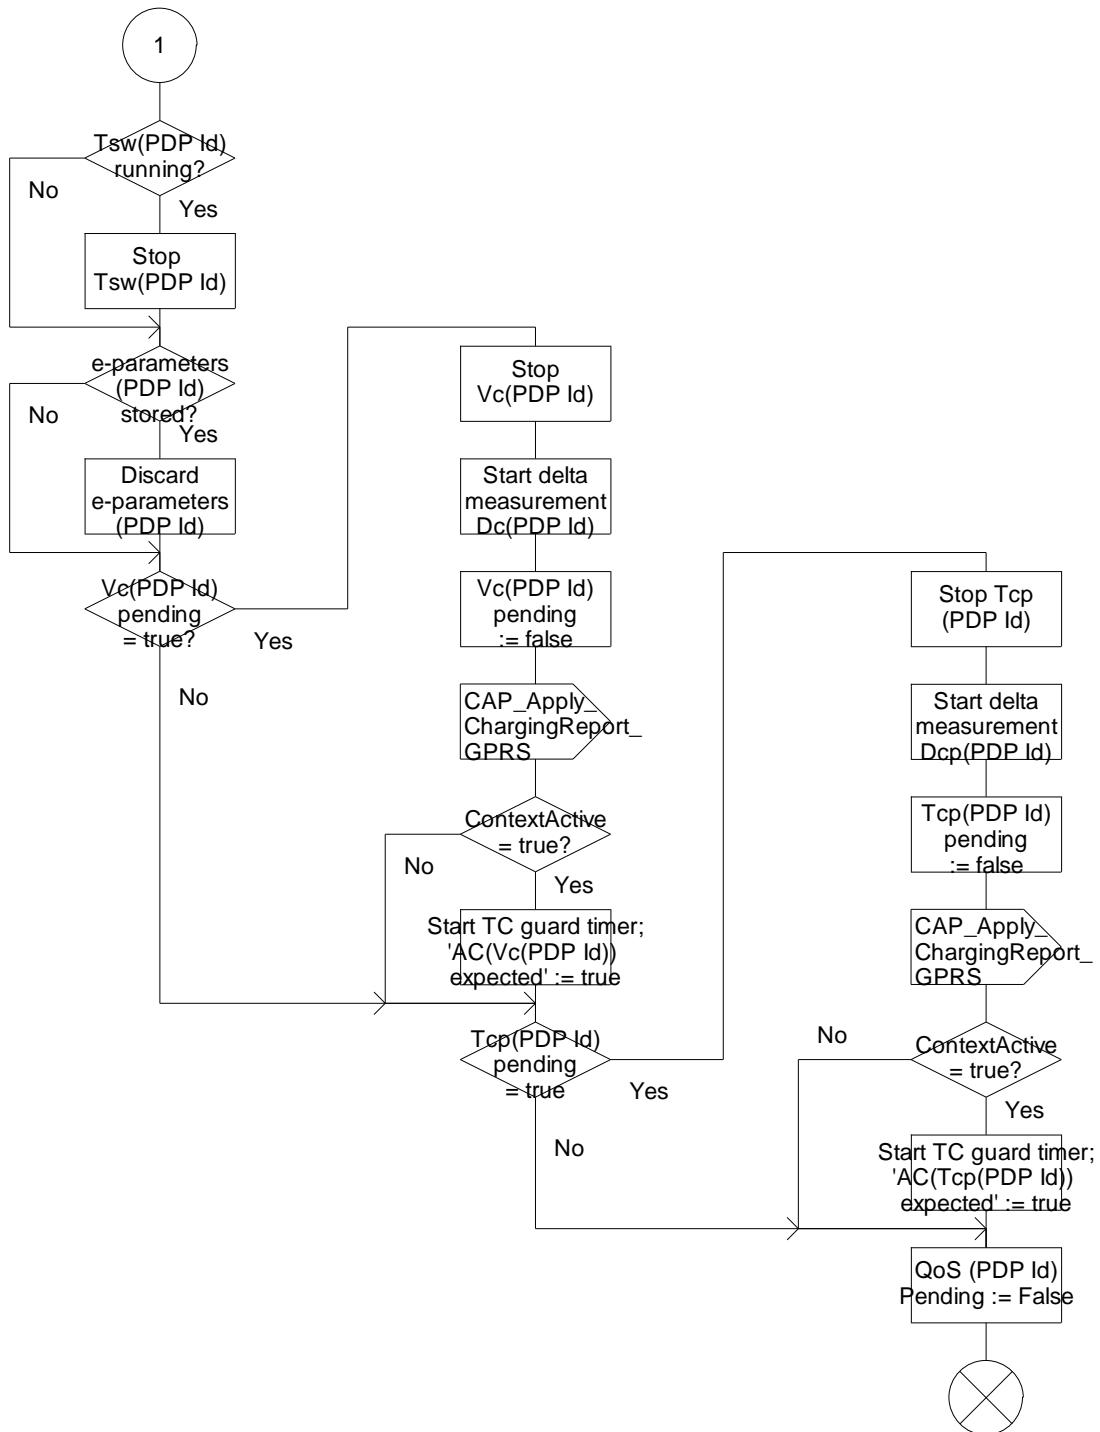 1
Tsw(PDP Id)
running?
No
Yes
Stop
Tsw(PDP Id)
e-parameters
(PDP Id)
stored?
No
Yes
Discard
e-parameters
(PDP Id)
Vc(PDP Id)
pending
= true?
Yes
No
Stop
Vc(PDP Id)
Start delta
measurement
Dc(PDP Id)
Vc(PDP Id)
pending
:= false
CAP_Apply_
ChargingReport_
GPRS
ContextActive
= true?
No
Yes
Start TC guard timer;
'AC(Vc(PDP Id))
expected' := true
Tcp(PDP Id)
pending
= true
Yes
No
Stop Tcp
(PDP Id)
Start delta
measurement
Dcp(PDP Id)
Tcp(PDP Id)
pending
:= false
CAP_Apply_
ChargingReport_
GPRS
No
ContextActive
= true?
Yes
Start TC guard timer;
'AC(Tcp(PDP Id))
expected' := true
QoS (PDP Id)
Pending := False